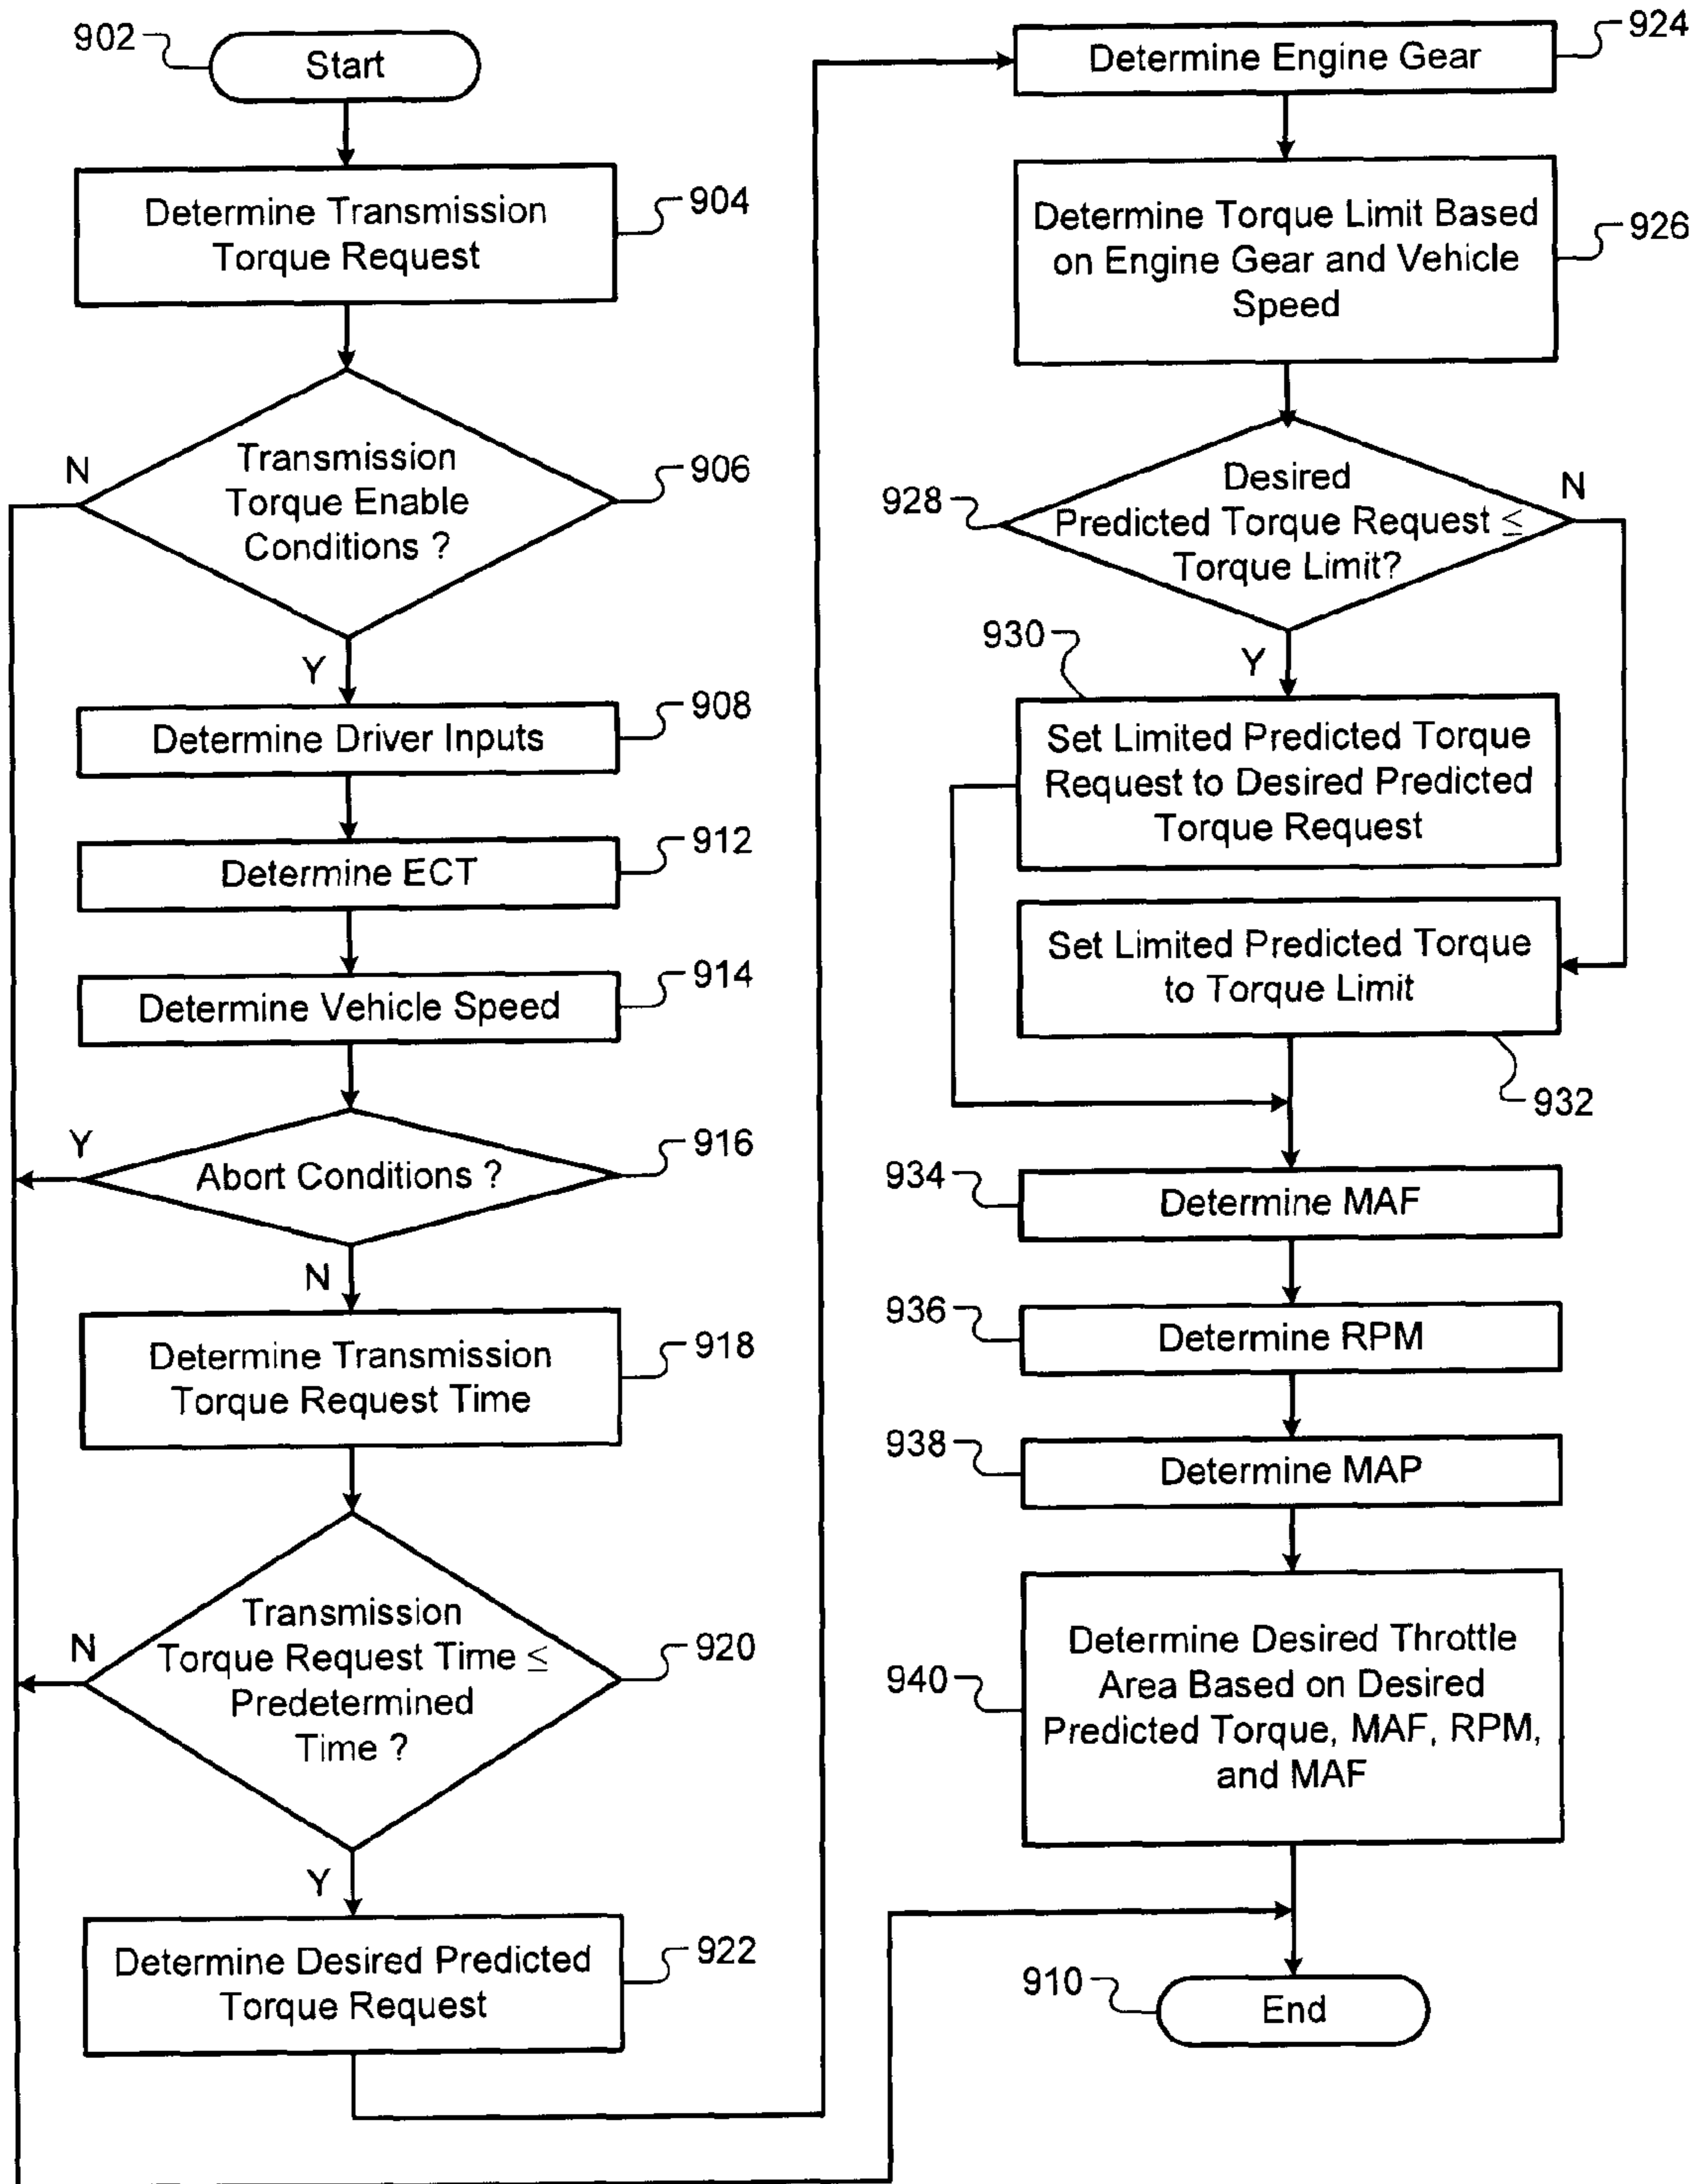 902
Start
Determine Transmission
Torque Request
904
Transmission
Torque Enable
Conditions ?
906
N
Y
Determine Driver Inputs
908
Determine ECT
912
Determine Vehicle Speed
914
Abort Conditions ?
916
Y
N
Determine Transmission
Torque Request Time
918
Transmission
Torque Request Time ≤
Predetermined
Time ?
920
N
Y
Determine Desired Predicted
Torque Request
922
Determine Engine Gear
924
Determine Torque Limit Based
on Engine Gear and Vehicle
Speed
926
Desired
Predicted Torque Request ≤
Torque Limit?
928
N
Y
930
Set Limited Predicted Torque
Request to Desired Predicted
Torque Request
Set Limited Predicted Torque
to Torque Limit
932
934
Determine MAF
936
Determine RPM
938
Determine MAP
940
Determine Desired Throttle
Area Based on Desired
Predicted Torque, MAF, RPM,
and MAF
910
End